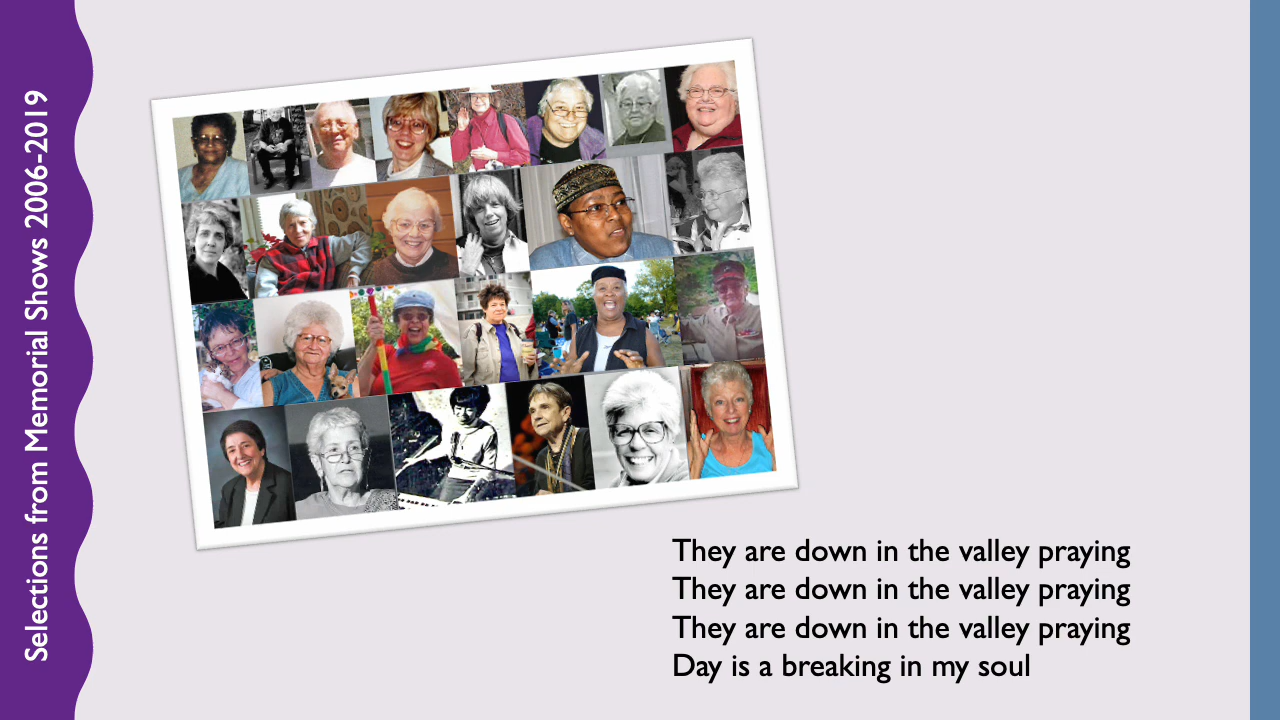 Selections from Memorial Shows 2006-2019
They are down in the valley praying
They are down in the valley praying
They are down in the valley praying
Day is a breaking in my soul